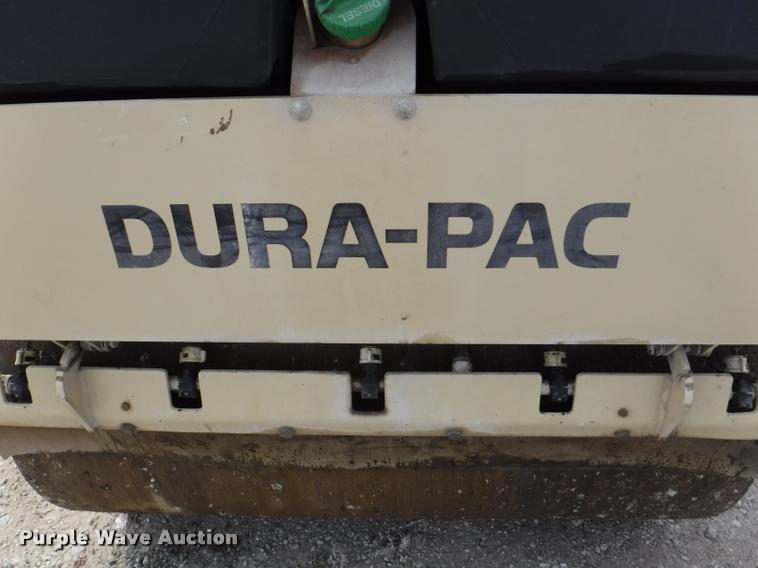 DIESEL
DURA-PAC
Purple Wave Auction